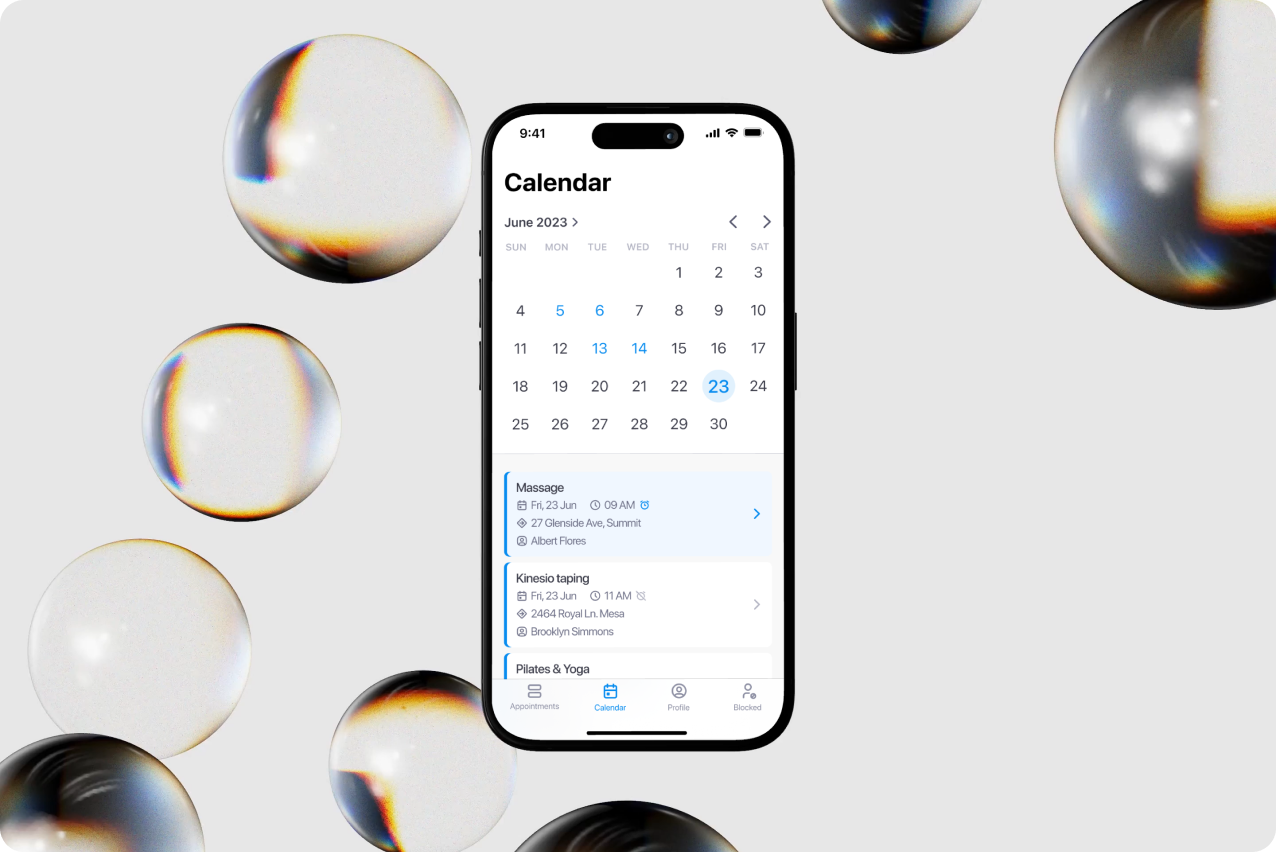 9:41
Calendar
June 2023
SUN MON TUE WED THU FRI SAT
1 2 3
4 5 6 7 8 9 10
11 12 13 14 15 16 17
18 19 20 21 22 23 24
25 26 27 28 29 30
Massage
Fri, 23 Jun 09 AM
27 Glenside Ave, Summit
Albert Flores
Kinesio taping
Fri, 23 Jun 11 AM
2464 Royal Ln. Mesa
Brooklyn Simmons
Pilates & Yoga
Appointments Calendar Profile Blocked